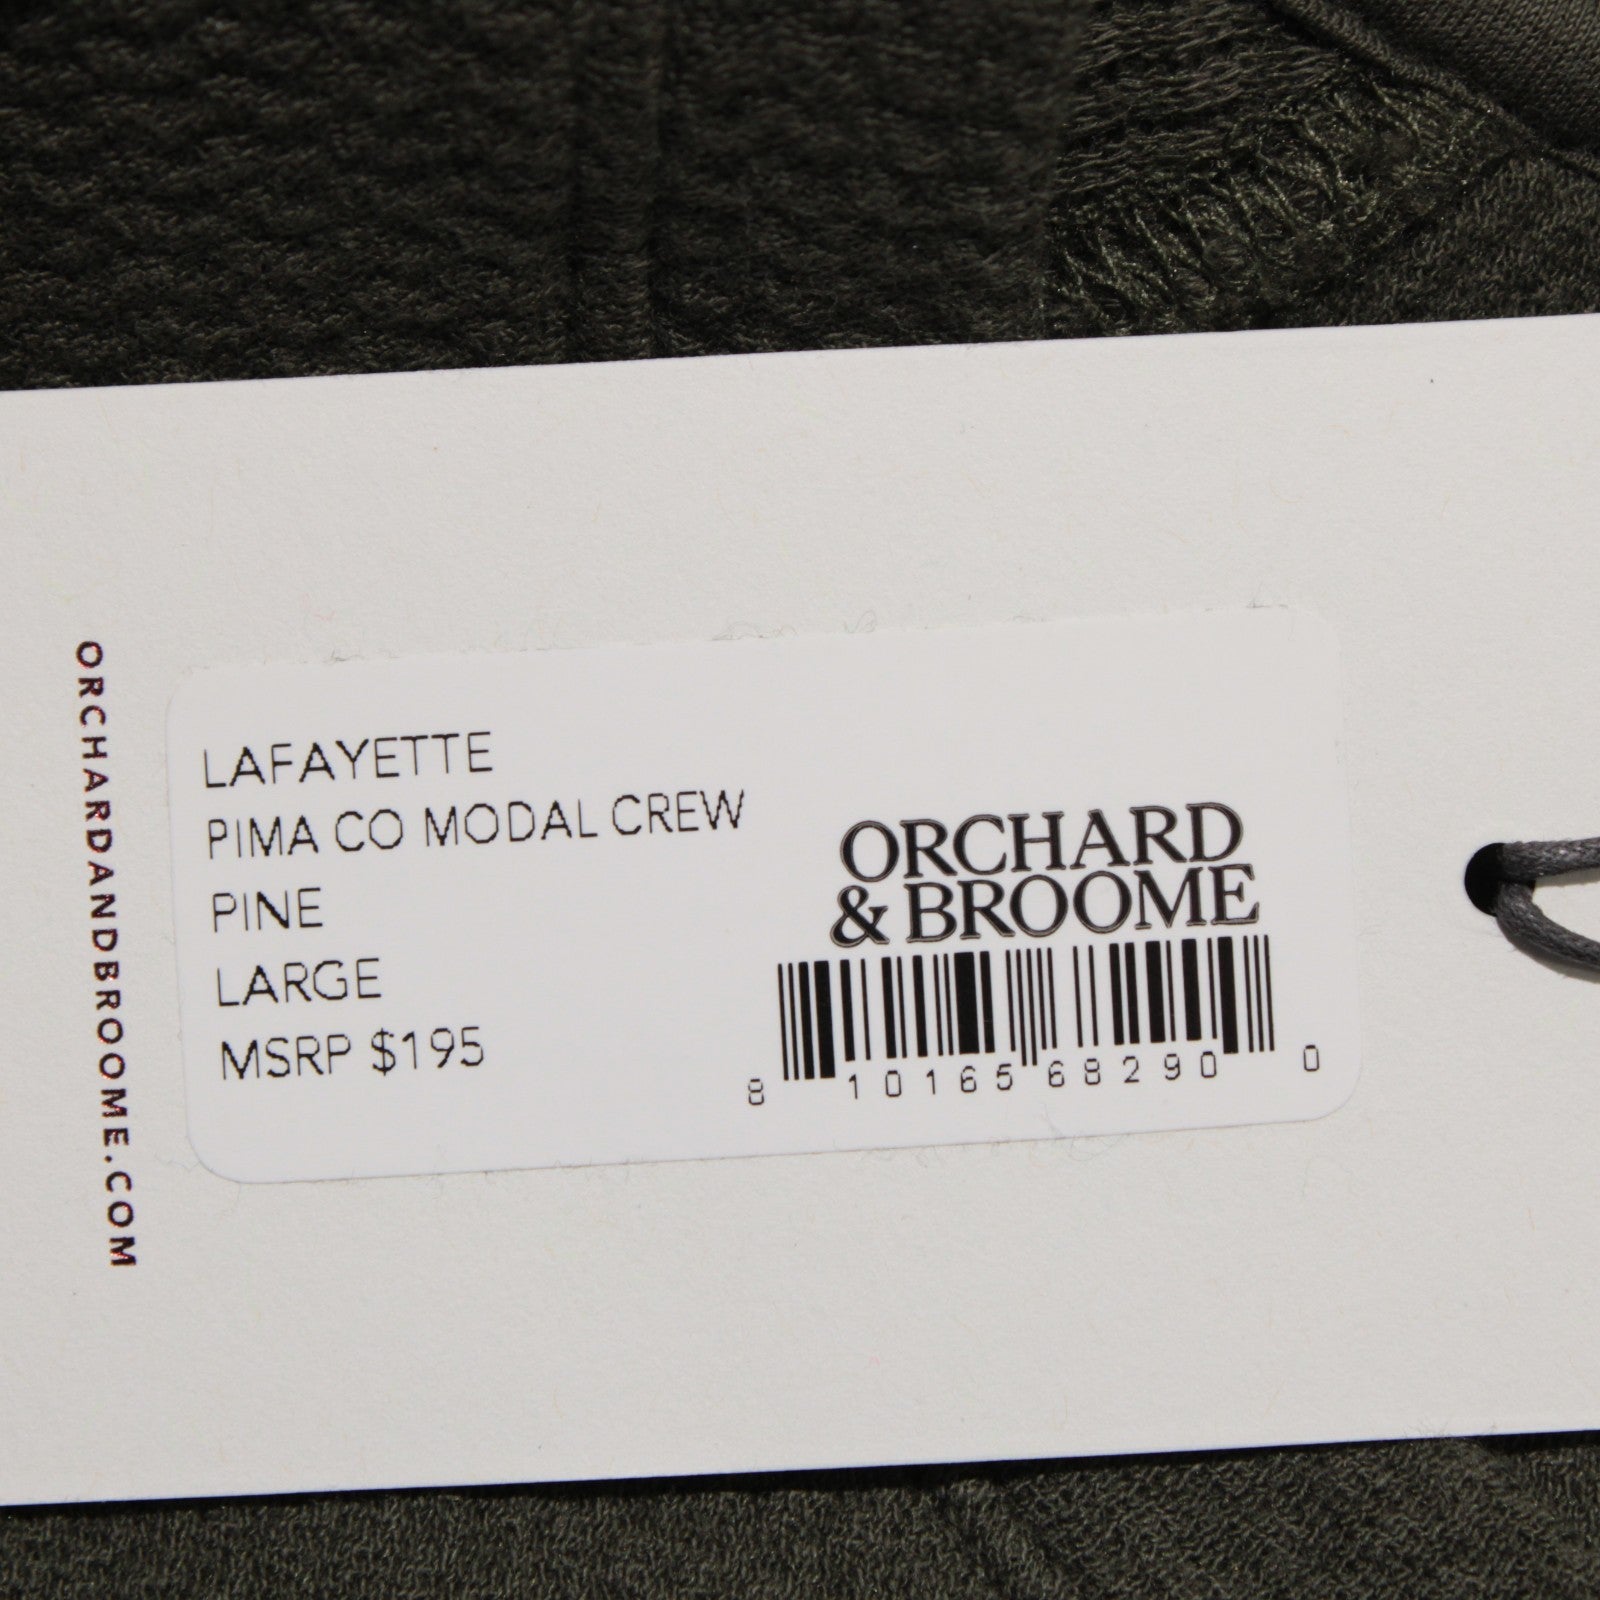 ORCHARDANDBROOME.COM
LAFAYETTE
PIMA CO MODAL CREW
PINE
LARGE
MSRP $195
ORCHARD
& BROOME
8 10165 68290 0